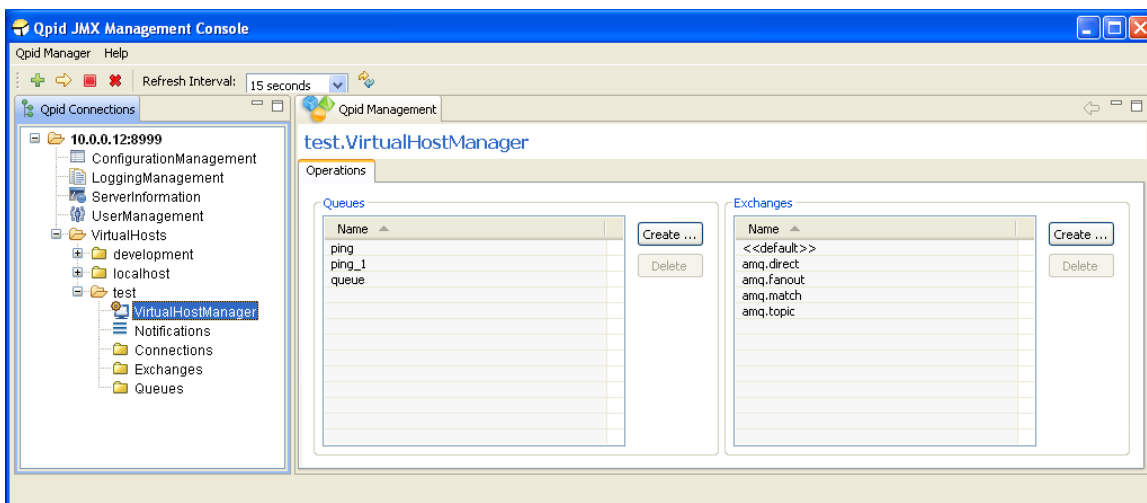 Qpid JMX Management Console
Qpid Manager Help
Refresh Interval: 15 seconds
Qpid Connections
10.0.0.12:8999
ConfigurationManagement
LoggingManagement
ServerInformation
UserManagement
VirtualHosts
development
localhost
test
VirtualHostManager
Notifications
Connections
Exchanges
Queues
Qpid Management
test.VirtualHostManager
Operations
Queues
Name
ping
ping_1
queue
Create ...
Delete
Exchanges
Name
<<default>>
amq.direct
amq.fanout
amq.match
amq.topic
Create ...
Delete